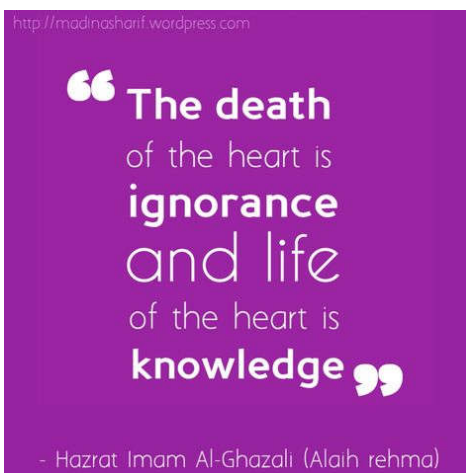 http://madinasharif.wordpress.com
“ The death
of the heart is
ignorance
and life
of the heart is
knowledge ”
- Hazrat Imam Al-Ghazali (Alaih rehma)